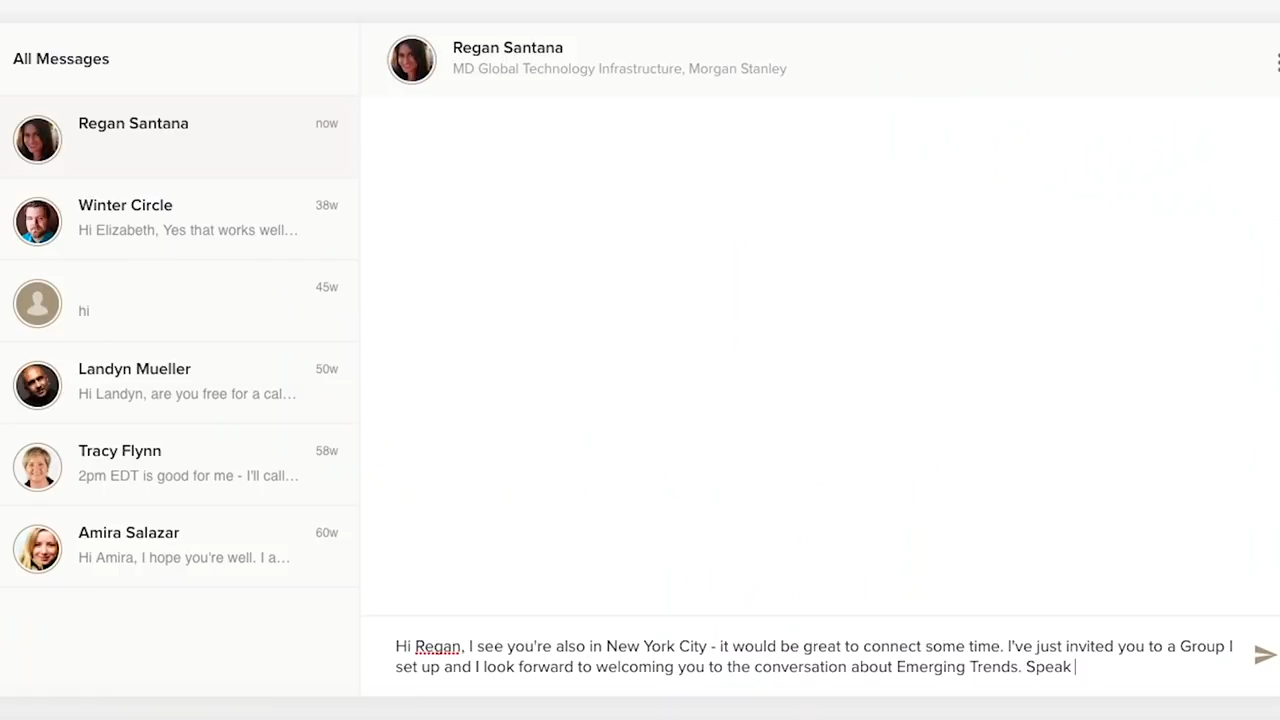 All Messages
Regan Santana
now
Winter Circle
38w
Hi Elizabeth, Yes that works well...
45w
hi
Landyn Mueller
50w
Hi Landyn, are you free for a cal...
Tracy Flynn
58w
2pm EDT is good for me - I'll call...
Amira Salazar
60w
Hi Amira, I hope you're well. I a...
Regan Santana
MD Global Technology Infrastructure, Morgan Stanley
Hi Regan, I see you're also in New York City - it would be great to connect some time. I've just invited you to a Group I
set up and I look forward to welcoming you to the conversation about Emerging Trends. Speak